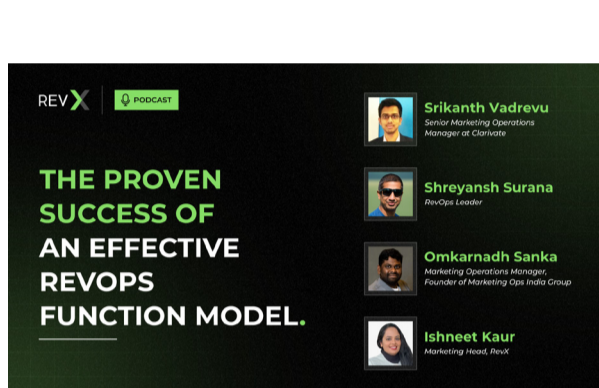 REVX
PODCAST
THE PROVEN
SUCCESS OF
AN EFFECTIVE
REVOPS
FUNCTION MODEL.
Srikanth Vadrevu
Senior Marketing Operations
Manager at Clarivate
Shreyansh Surana
RevOps Leader
Omkarnadh Sanka
Marketing Operations Manager,
Founder of Marketing Ops India Group
Ishneet Kaur
Marketing Head, RevX